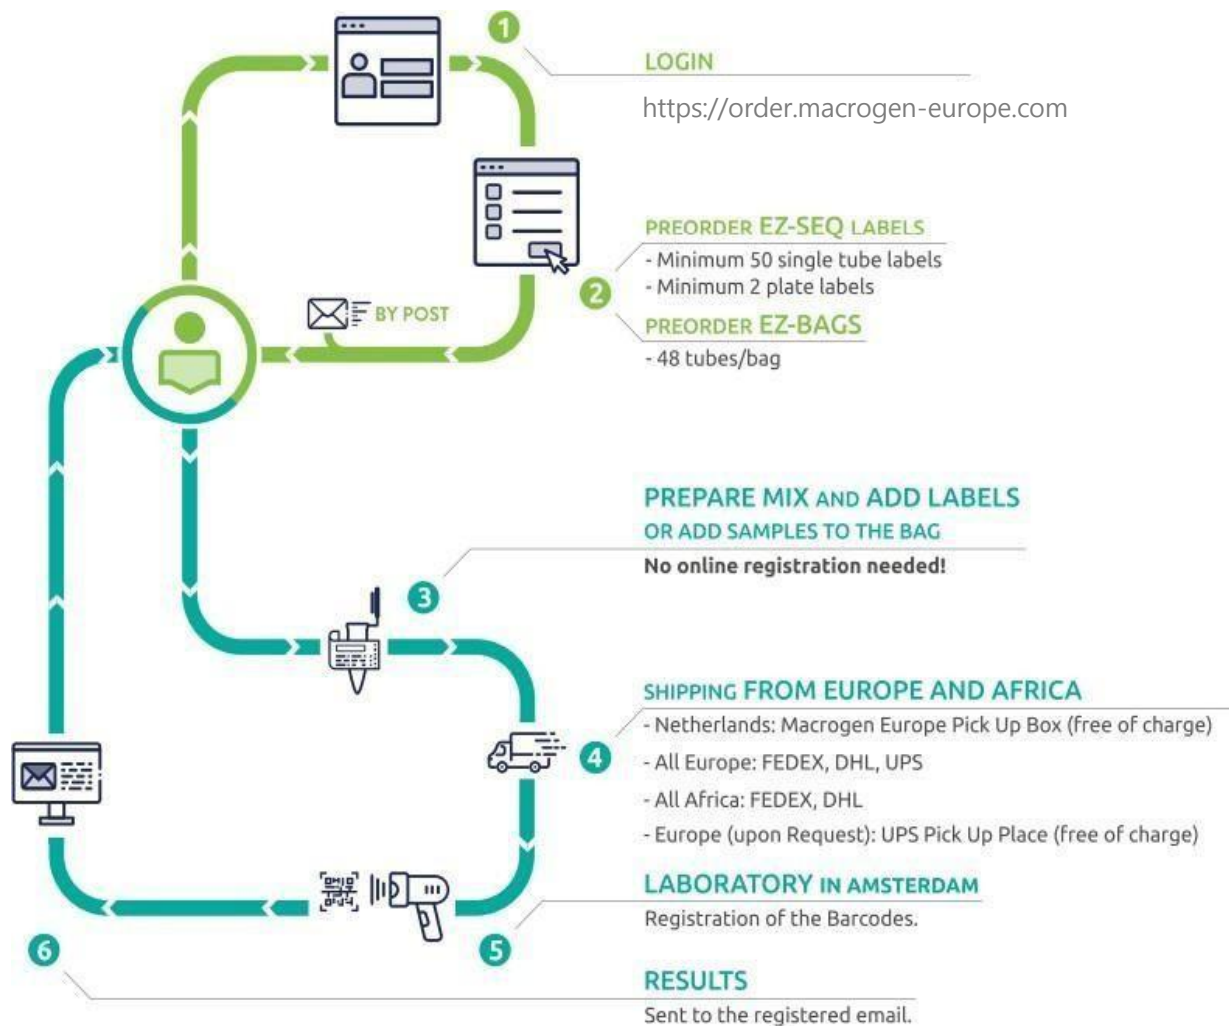 1
LOGIN
https://order.macrogen-europe.com
2
PREORDER EZ-SEQ LABELS
- Minimum 50 single tube labels
- Minimum 2 plate labels
PREORDER EZ-BAGS
- 48 tubes/bag
BY POST
3
PREPARE MIX AND ADD LABELS
OR ADD SAMPLES TO THE BAG
No online registration needed!
4
SHIPPING FROM EUROPE AND AFRICA
- Netherlands: Macrogen Europe Pick Up Box (free of charge)
- All Europe: FEDEX, DHL, UPS
- All Africa: FEDEX, DHL
- Europe (upon Request): UPS Pick Up Place (free of charge)
5
LABORATORY IN AMSTERDAM
Registration of the Barcodes.
6
RESULTS
Sent to the registered email.